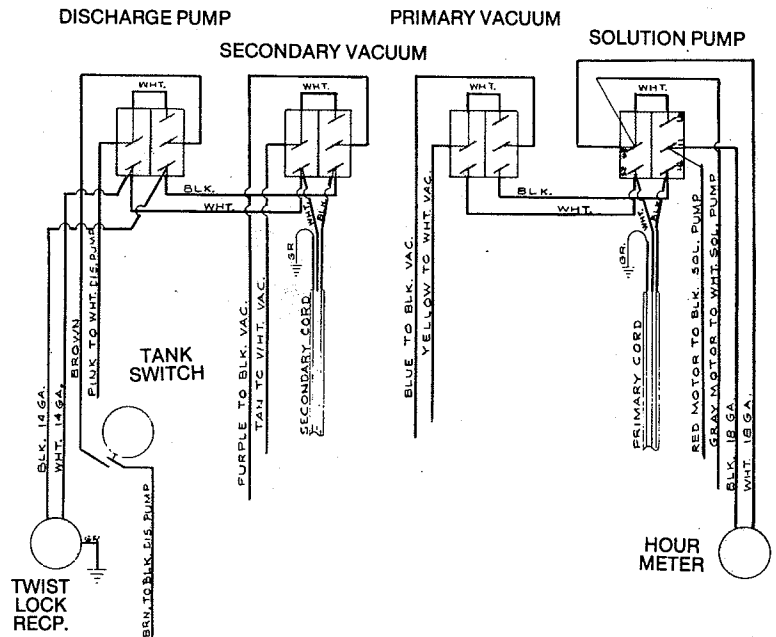 DISCHARGE PUMP
PRIMARY VACUUM
SECONDARY VACUUM
SOLUTION PUMP
WHT.
WHT.
WHT.
WHT.
BLK.
WHT.
BLK.
WHT.
WHT.
BLK.
WHT.
BLK.
GR.
GR.
BLK. 14 GA.
WHT. 14 GA.
BROWN
PINK TO WHT. DIS. PUMP
TANK
SWITCH
PURPLE TO BLK. VAC.
TAN TO WHT. VAC.
SECONDARY CORD
BLUE TO BLK. VAC.
YELLOW TO WHT. VAC.
PRIMARY CORD
RED MOTOR TO BLK. SOL. PUMP
GRAY MOTOR TO WHT. SOL. PUMP
BLK. 18 GA.
WHT. 18 GA.
GR
BRN. TO BLK. DIS. PUMP
TWIST
LOCK
RECP.
HOUR
METER